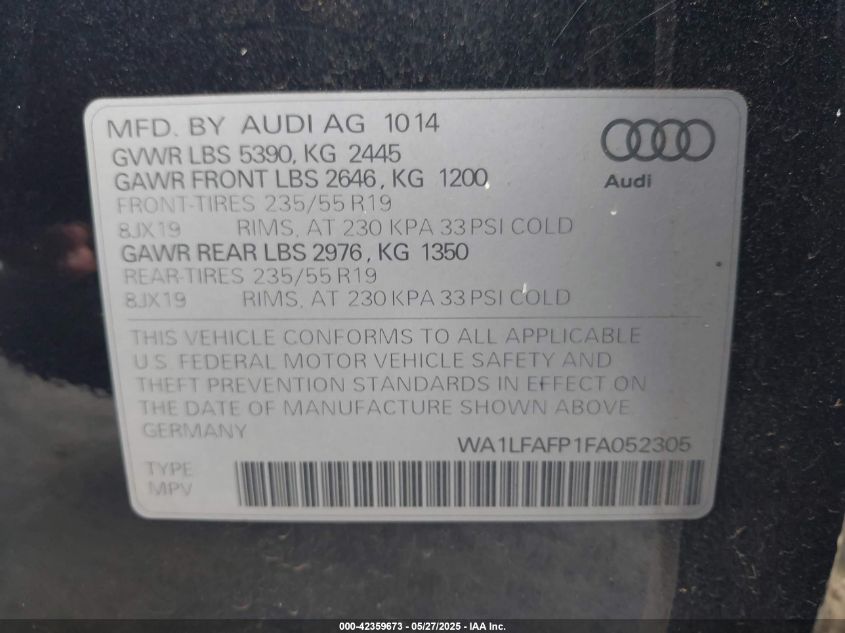 MFD. BY AUDI AG 1014
GVWR LBS 5390, KG 2445
GAWR FRONT LBS 2646, KG 1200
FRONT-TIRES 235/55 R19
8JX19 RIMS, AT 230 KPA 33 PSI COLD
GAWR REAR LBS 2976, KG 1350
REAR-TIRES 235/55 R19
8JX19 RIMS, AT 230 KPA 33 PSI COLD
Audi
THIS VEHICLE CONFORMS TO ALL APPLICABLE
U.S. FEDERAL MOTOR VEHICLE SAFETY AND
THEFT PREVENTION STANDARDS IN EFFECT ON
THE DATE OF MANUFACTURE SHOWN ABOVE.
GERMANY
WA1LFAFP1FA052305
TYPE
MPV
000-42359673 - 05/27/2025 - IAA Inc.